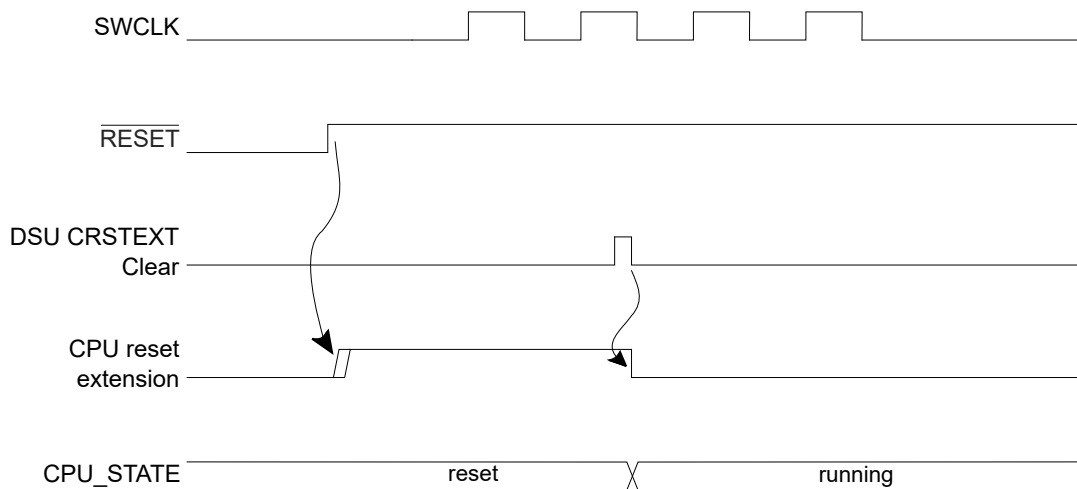 SWCLK
RESET
DSU CRSTEXT
Clear
CPU reset
extension
CPU_STATE reset running